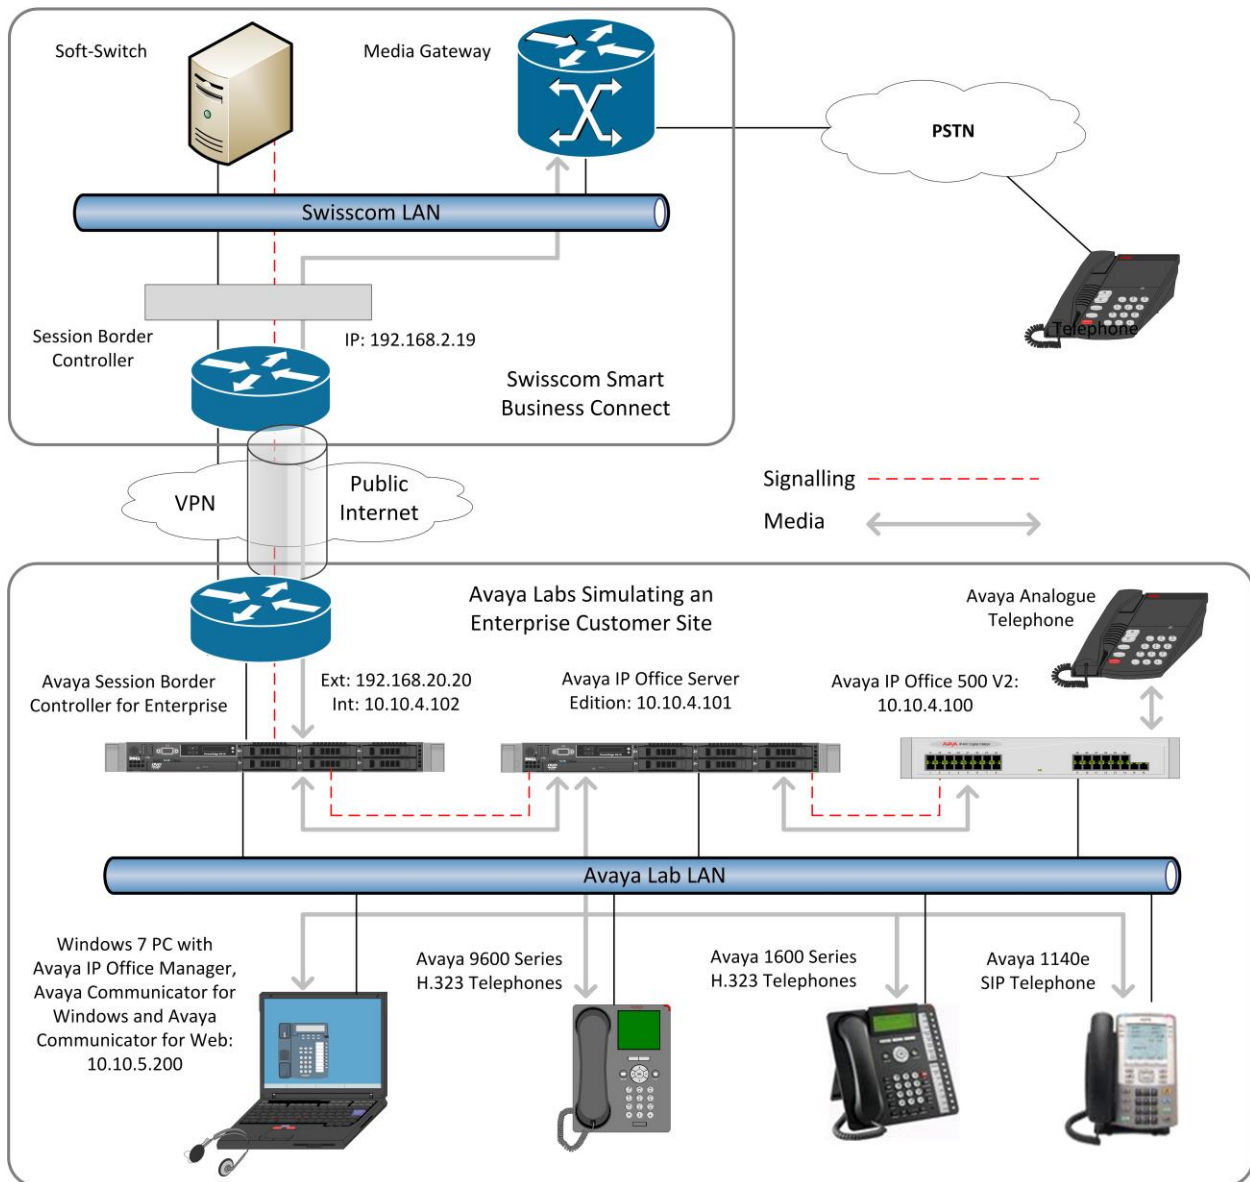 Soft-Switch
Media Gateway
PSTN
Swisscom LAN
Telephone
Session Border
Controller
IP: 192.168.2.19
Swisscom Smart
Business Connect
VPN
Public
Internet
Signalling
Media
Avaya Labs Simulating an
Enterprise Customer Site
Avaya Analogue
Telephone
Avaya Session Border
Controller for Enterprise
Ext: 192.168.20.20
Int: 10.10.4.102
Avaya IP Office Server
Edition: 10.10.4.101
Avaya IP Office 500 V2:
10.10.4.100
Avaya Lab LAN
Windows 7 PC with
Avaya IP Office Manager,
Avaya Communicator for
Windows and Avaya
Communicator for Web:
10.10.5.200
Avaya 9600 Series
H.323 Telephones
Avaya 1600 Series
H.323 Telephones
Avaya 1140e
SIP Telephone